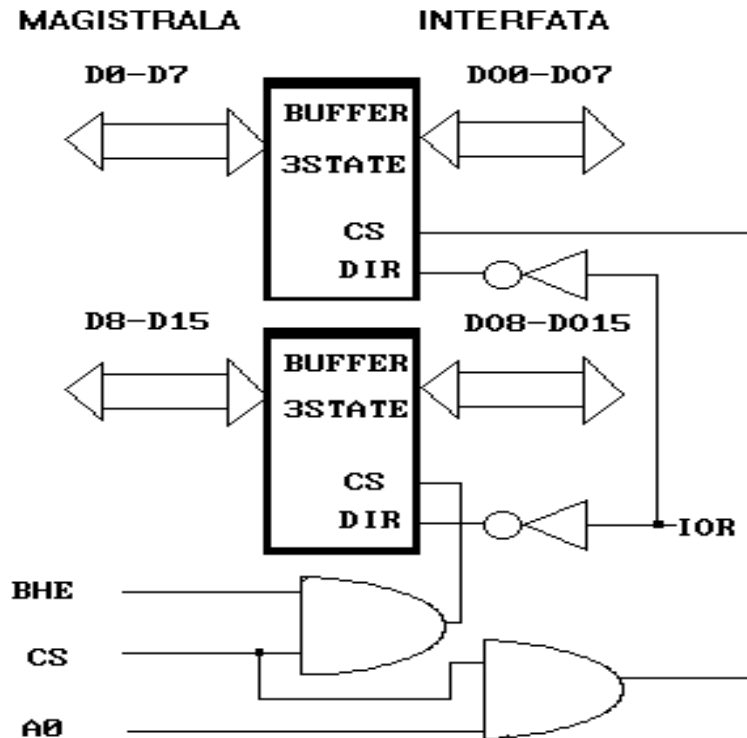 MAGISTRALA INTERFATA
D0-D7 DO0-DO7
BUFFER
3STATE
CS
DIR
D8-D15 DO8-DO15
BUFFER
3STATE
CS
DIR
IOR
BHE
CS
A0